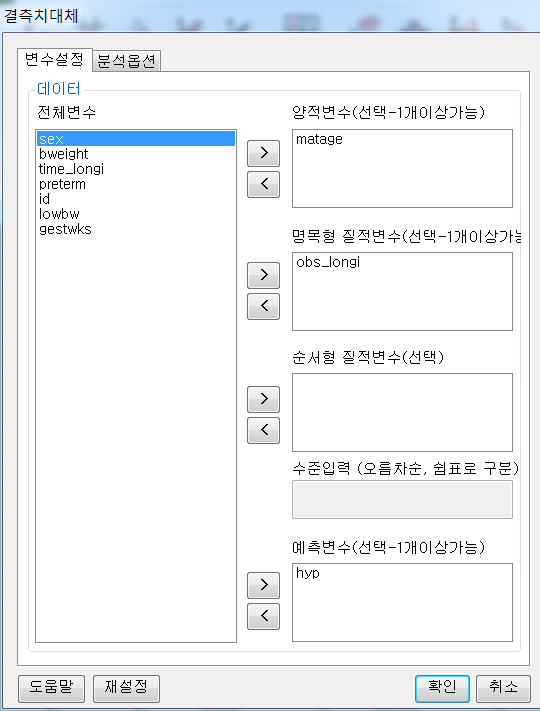 결측치대체
변수설정
분석옵션
데이터
전체변수
sex
bweight
time_longi
preterm
id
lowbw
gestwks
>
<
양적변수(선택-1개이상가능)
matage
>
<
명목형 질적변수(선택-1개이상가능
obs_longi
>
<
순서형 질적변수(선택)
수준입력 (오름차순, 쉼표로 구분)
>
<
예측변수(선택-1개이상가능)
hyp
도움말
재설정
확인
취소